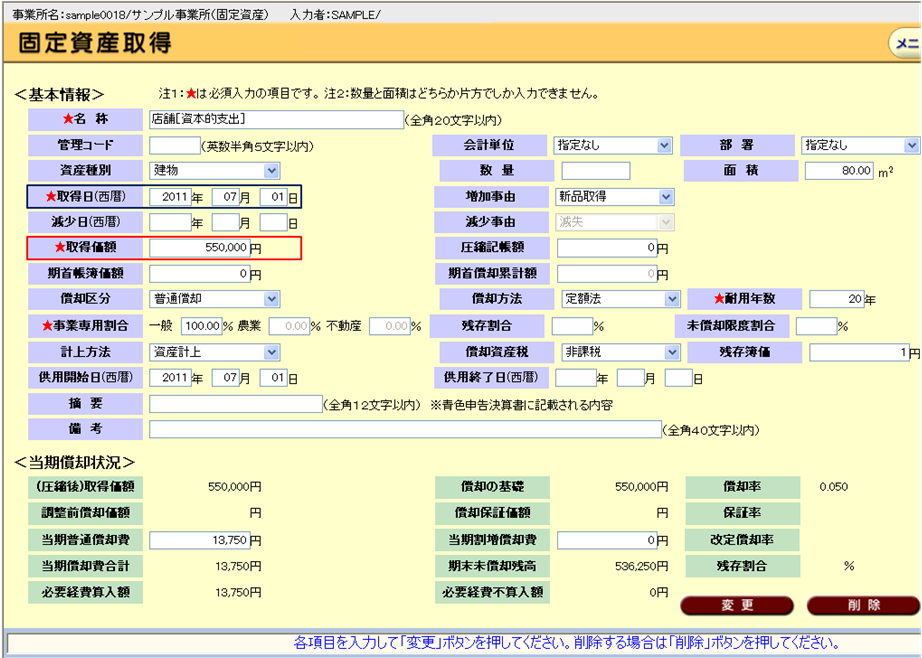 事業所名：sample0018/サンプル事業所(固定資産)　入力者：SAMPLE/
固定資産取得
メニ
＜基本情報＞　注1：★は必須入力の項目です。注2：数量と面積はどちらか片方でしか入力できません。
★名 称　店舗[資本的支出]　(全角20文字以内)
管理コード　(英数半角5文字以内)　会計単位　指定なし　部 署　指定なし
資産種別　建物　数 量　面 積　80.00 m²
★取得日(西暦)　2011年 07月 01日　増加事由　新品取得
減少日(西暦)　年 月 日　減少事由　滅失
★取得価額　550,000円　圧縮記帳額　0円
期首帳簿価額　0円　期首償却累計額　0円
償却区分　普通償却　償却方法　定額法　★耐用年数　20年
★事業専用割合　一般 100.00% 農業 0.00% 不動産 0.00%　残存割合　%　未償却限度割合　%
計上方法　資産計上　償却資産税　非課税　残存簿価　1円
供用開始日(西暦)　2011年 07月 01日　供用終了日(西暦)　年 月 日
摘 要　(全角12文字以内)　※青色申告決算書に記載される内容
備 考　(全角40文字以内)
＜当期償却状況＞
(圧縮後)取得価額　550,000円　償却の基礎　550,000円　償却率　0.050
調整前償却価額　円　償却保証価額　円　保証率
当期普通償却費　13,750円　当期割増償却費　0円　改定償却率
当期償却費合計　13,750円　期末未償却残高　536,250円　残存割合　%
必要経費算入額　13,750円　必要経費不算入額　0円
変 更　削 除
各項目を入力して「変更」ボタンを押してください。削除する場合は「削除」ボタンを押してください。